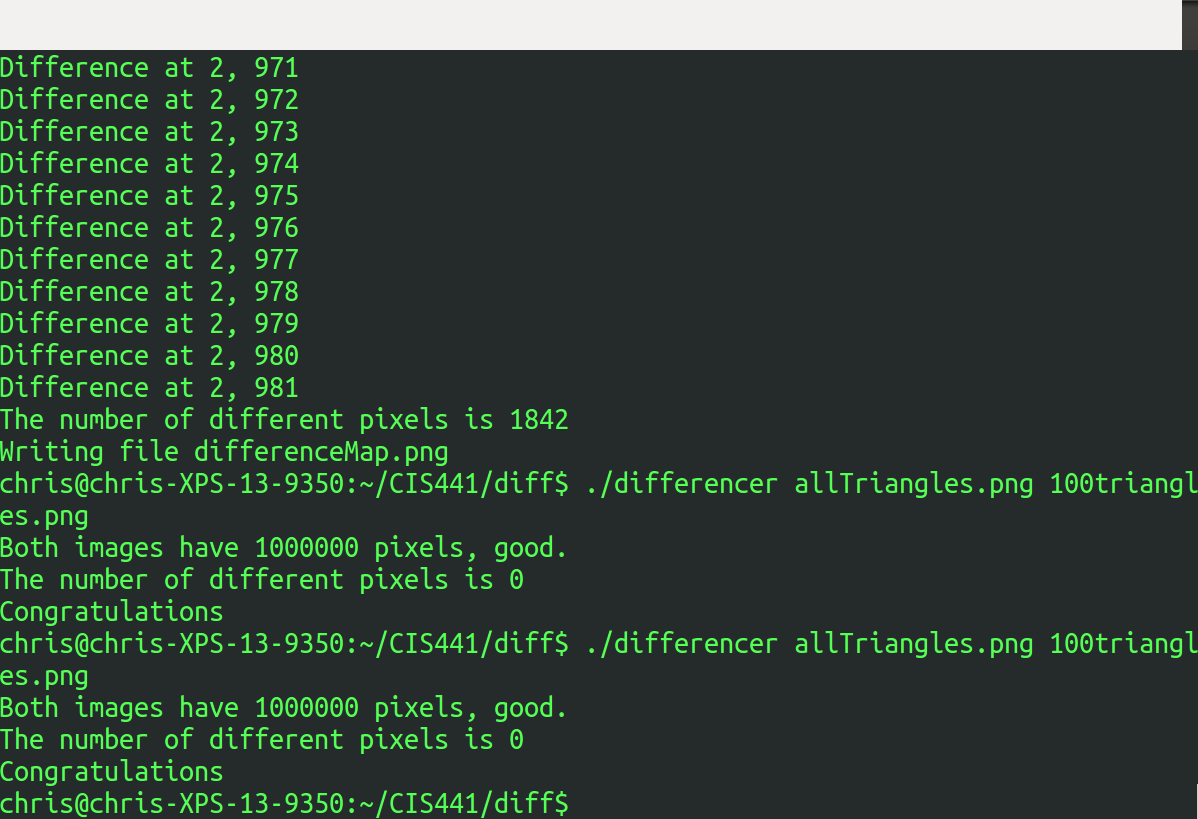 Difference at 2, 971
Difference at 2, 972
Difference at 2, 973
Difference at 2, 974
Difference at 2, 975
Difference at 2, 976
Difference at 2, 977
Difference at 2, 978
Difference at 2, 979
Difference at 2, 980
Difference at 2, 981
The number of different pixels is 1842
Writing file differenceMap.png
chris@chris-XPS-13-9350:~/CIS441/diff$ ./differencer allTriangles.png 100triangl
es.png
Both images have 1000000 pixels, good.
The number of different pixels is 0
Congratulations
chris@chris-XPS-13-9350:~/CIS441/diff$ ./differencer allTriangles.png 100triangl
es.png
Both images have 1000000 pixels, good.
The number of different pixels is 0
Congratulations
chris@chris-XPS-13-9350:~/CIS441/diff$